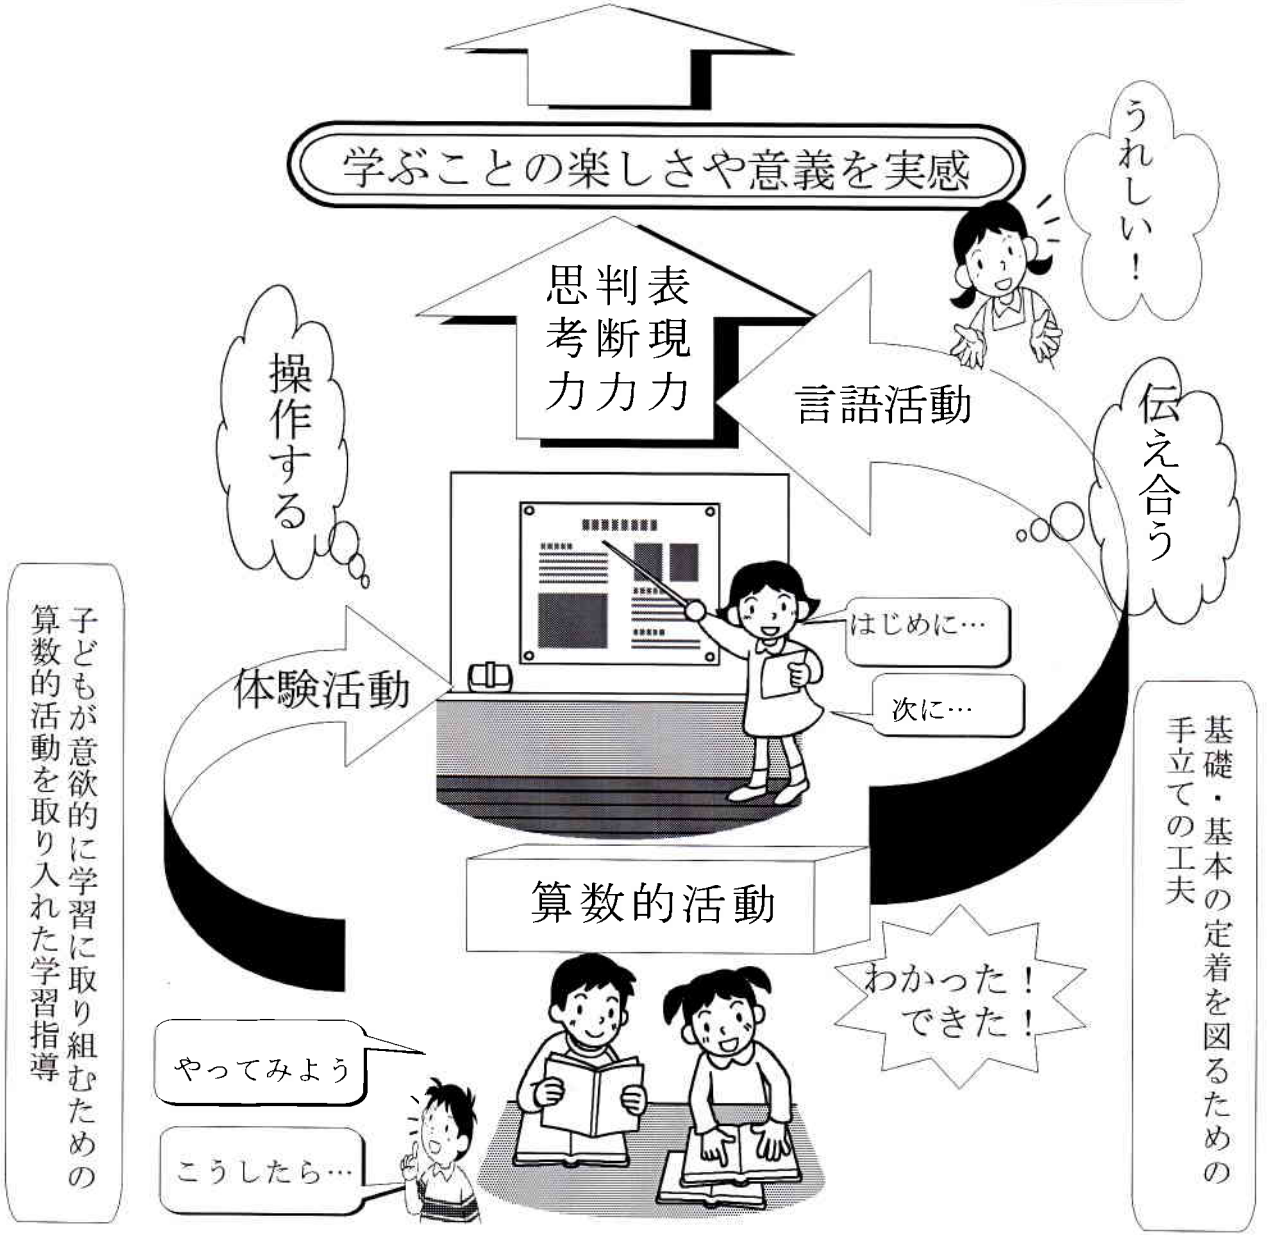 学ぶことの楽しさや意義を実感
うれしい！
思考力
判断力
表現力
操作する
言語活動
伝え合う
体験活動
はじめに…
次に…
子どもが意欲的に学習に取り組むための
算数的活動を取り入れた学習指導
基礎・基本の定着を図るための
手立ての工夫
算数的活動
わかった！
できた！
やってみよう
こうしたら…